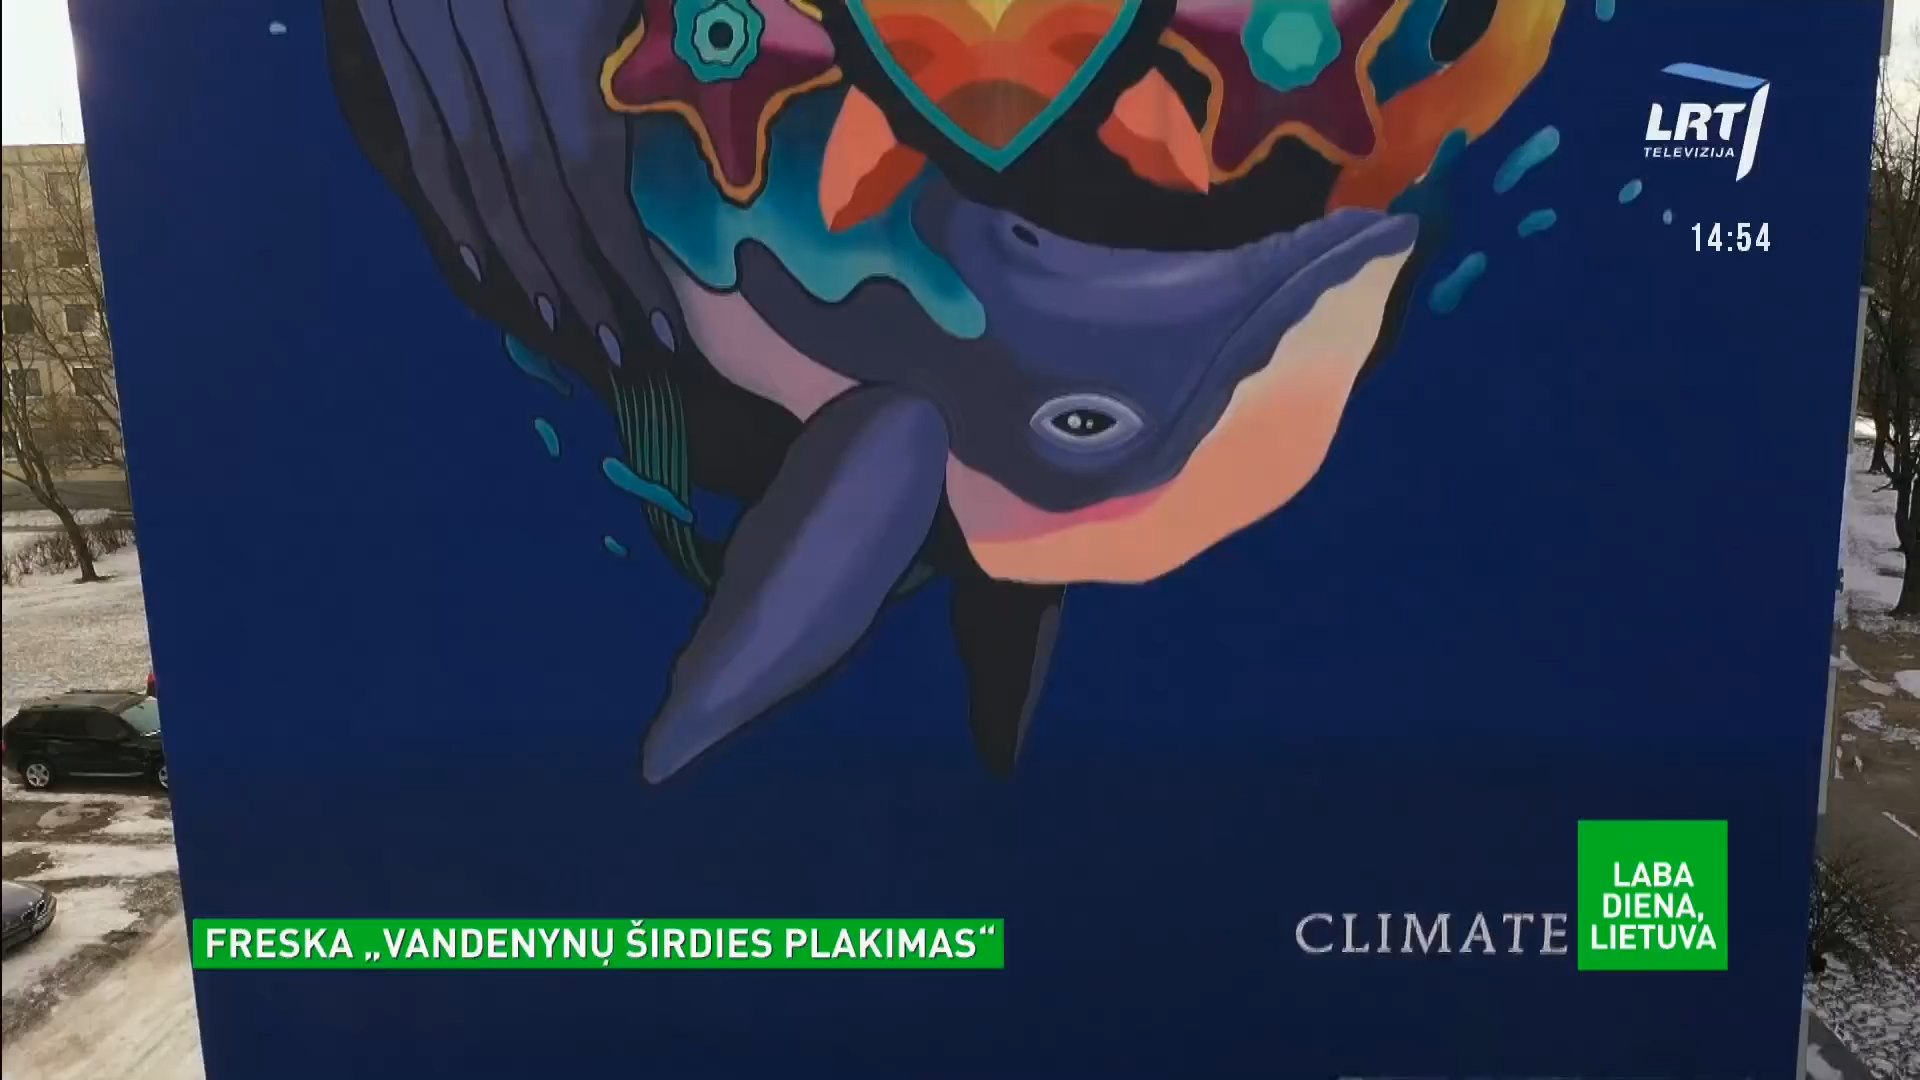 LRT
TELEVIZIJA
14:54
LABA
DIENA,
LIETUVA
FRESKA „VANDENYNŲ ŠIRDIES PLAKIMAS“
CLIMATE